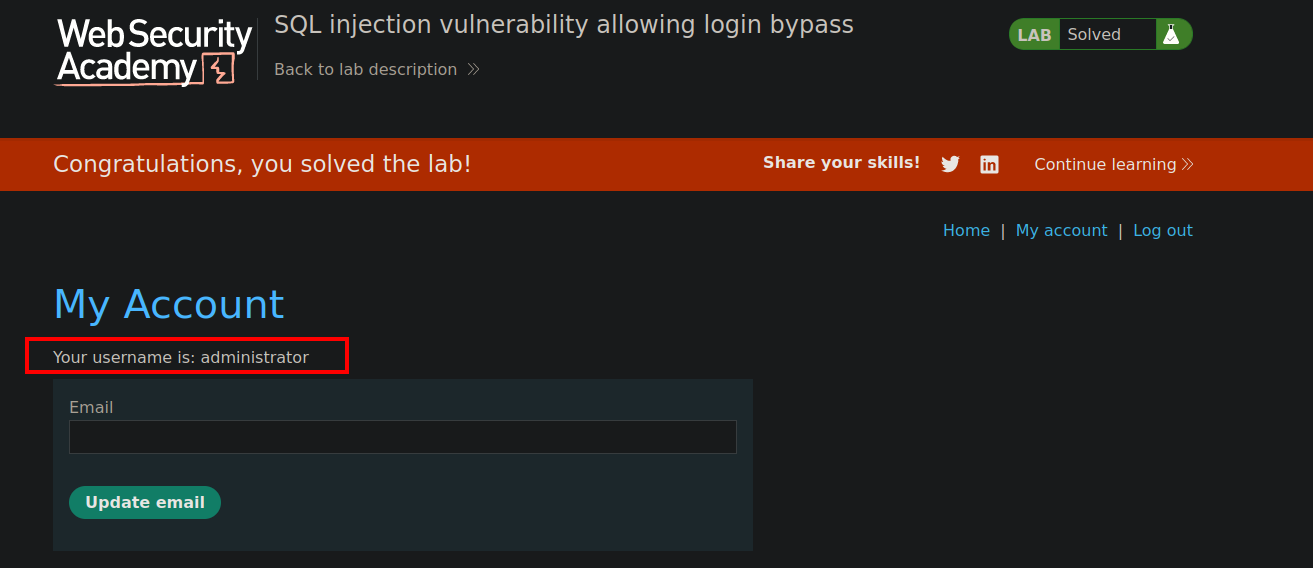 Web Security
Academy
SQL injection vulnerability allowing login bypass
Back to lab description
LAB Solved
Congratulations, you solved the lab!
Share your skills!
Continue learning
Home | My account | Log out
My Account
Your username is: administrator
Email
Update email